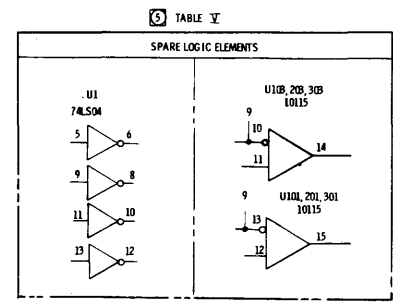 5 TABLE V
SPARE LOGIC ELEMENTS
U1
74LS04
5 6
9 8
11 10
13 12
U103, 203, 303
10115
9
10
11
14
U101, 201, 301
10115
9
13
12
15